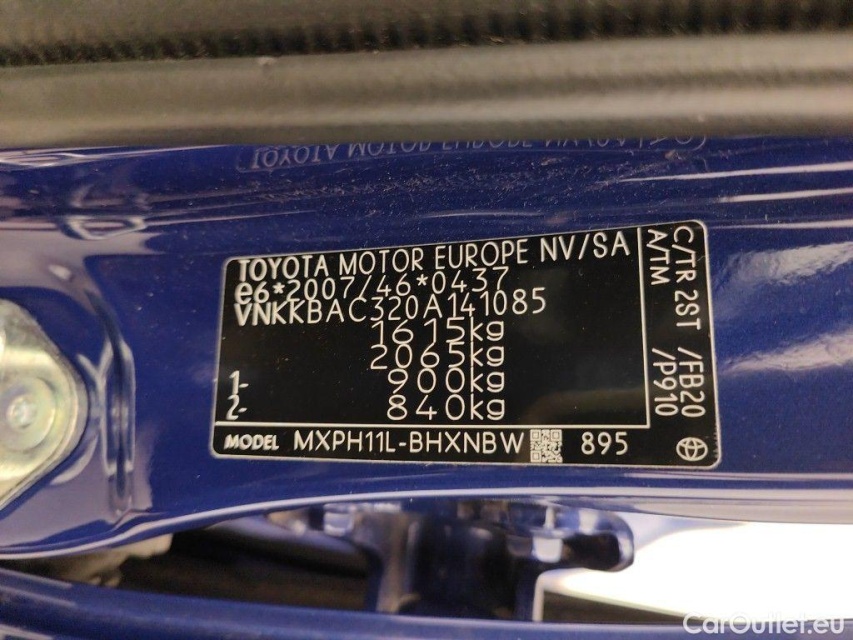 TOYOTA MOTOR EUROPE NV/SA
e6*2007/46*0437
VNKKBAC320A141085
1615kg
2065kg
1- 900kg
2- 840kg
MODEL MXPH11L-BHXNBW 895
C/TR 2ST /FB20
A/TM /P910
CarOutlet.eu